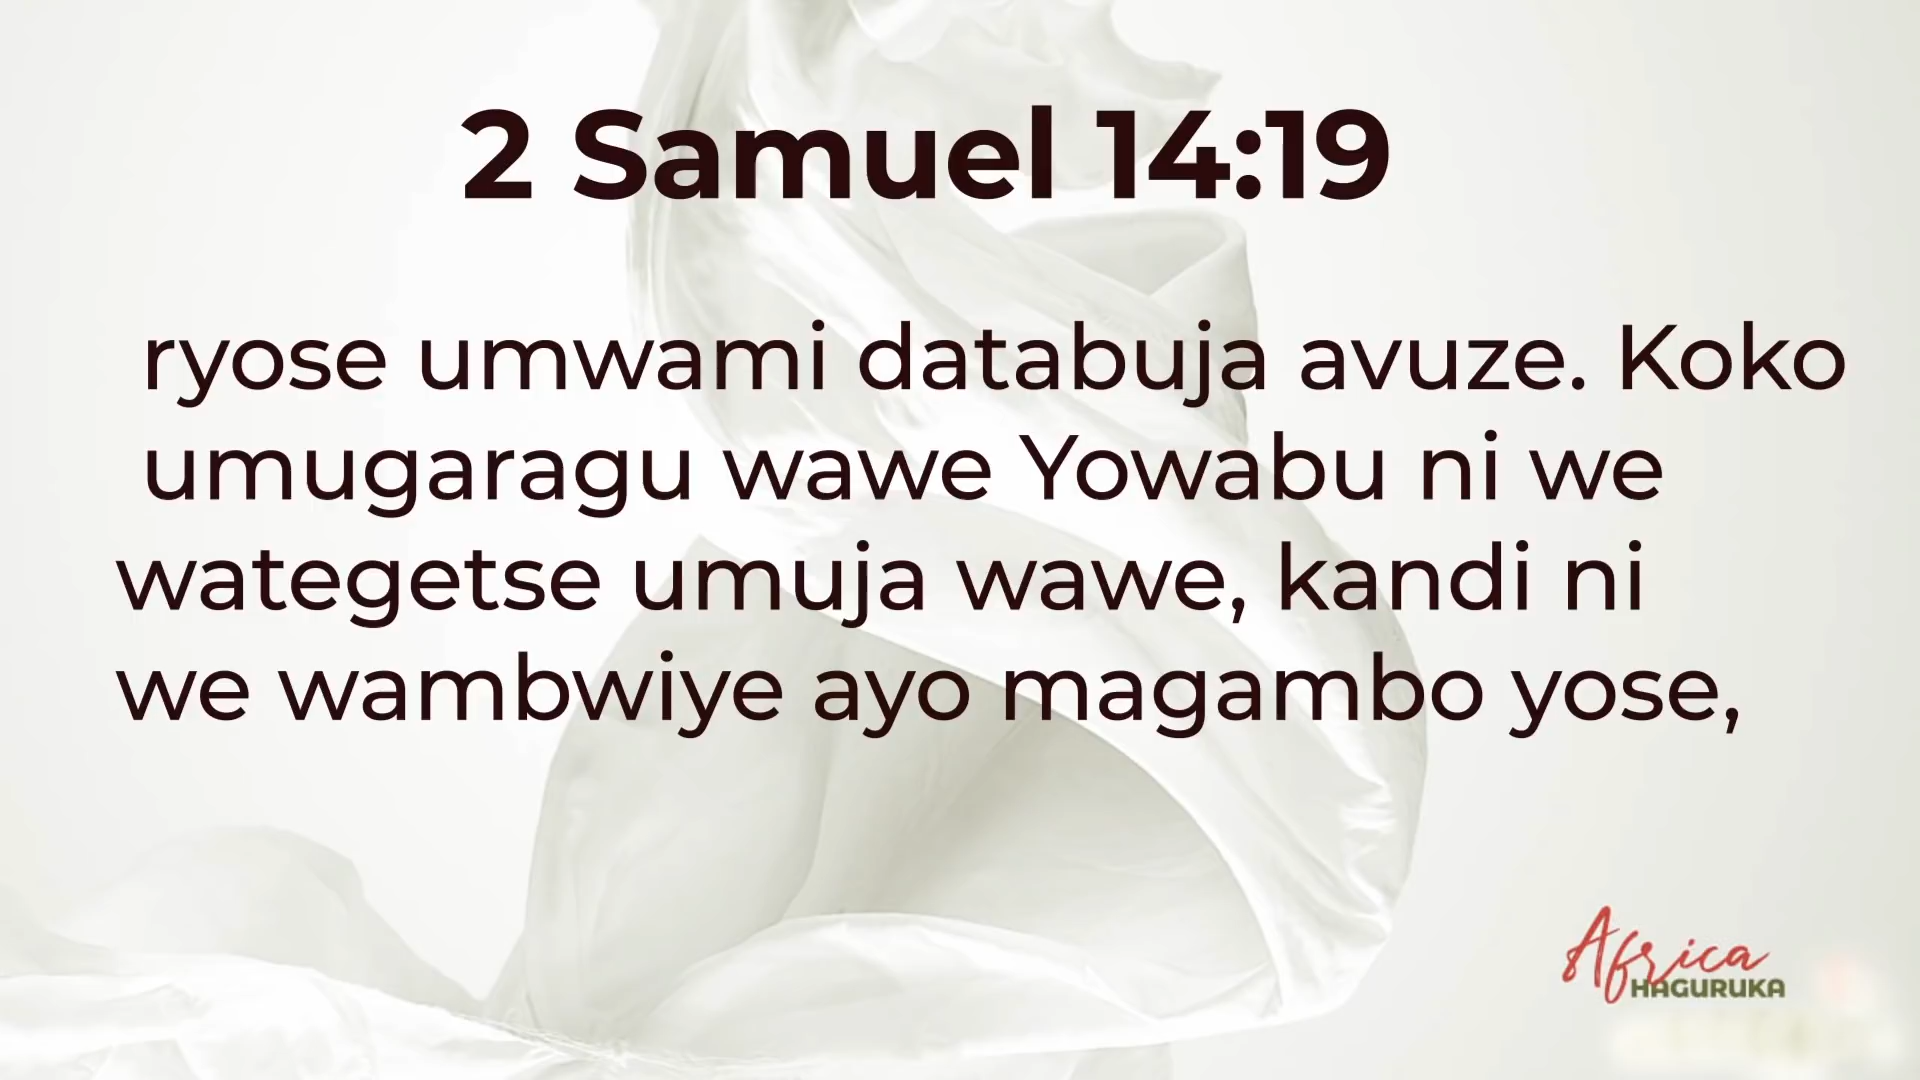 2 Samuel 14:19
ryose umwami databuja avuze. Koko
umugaragu wawe Yowabu ni we
wategetse umuja wawe, kandi ni
we wambwiye ayo magambo yose,
Africa
HAGURUKA